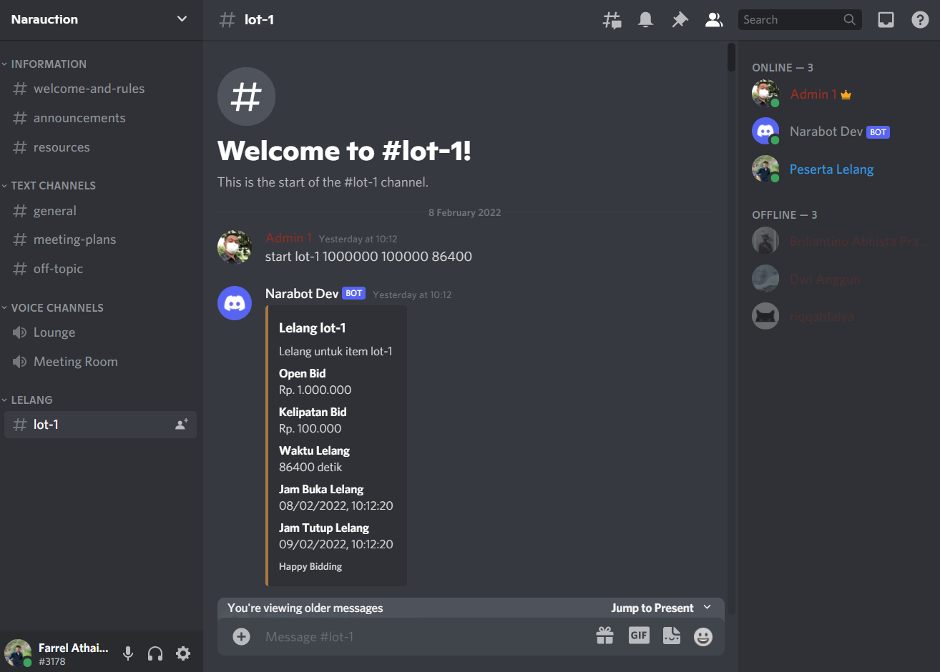 Narauction
INFORMATION
welcome-and-rules
announcements
resources
TEXT CHANNELS
general
meeting-plans
off-topic
VOICE CHANNELS
Lounge
Meeting Room
LELANG
lot-1
Farrel Athai...
#3178
lot-1
Search
Welcome to #lot-1!
This is the start of the #lot-1 channel.
8 February 2022
Admin 1 Yesterday at 10:12
start lot-1 1000000 100000 86400
Narabot Dev BOT Yesterday at 10:12
Lelang lot-1
Lelang untuk item lot-1
Open Bid
Rp. 1.000.000
Kelipatan Bid
Rp. 100.000
Waktu Lelang
86400 detik
Jam Buka Lelang
08/02/2022, 10:12:20
Jam Tutup Lelang
09/02/2022, 10:12:20
Happy Bidding
You're viewing older messages Jump to Present
Message #lot-1
GIF
ONLINE — 3
Admin 1
Narabot Dev BOT
Peserta Lelang
OFFLINE — 3
Dwi Anggun